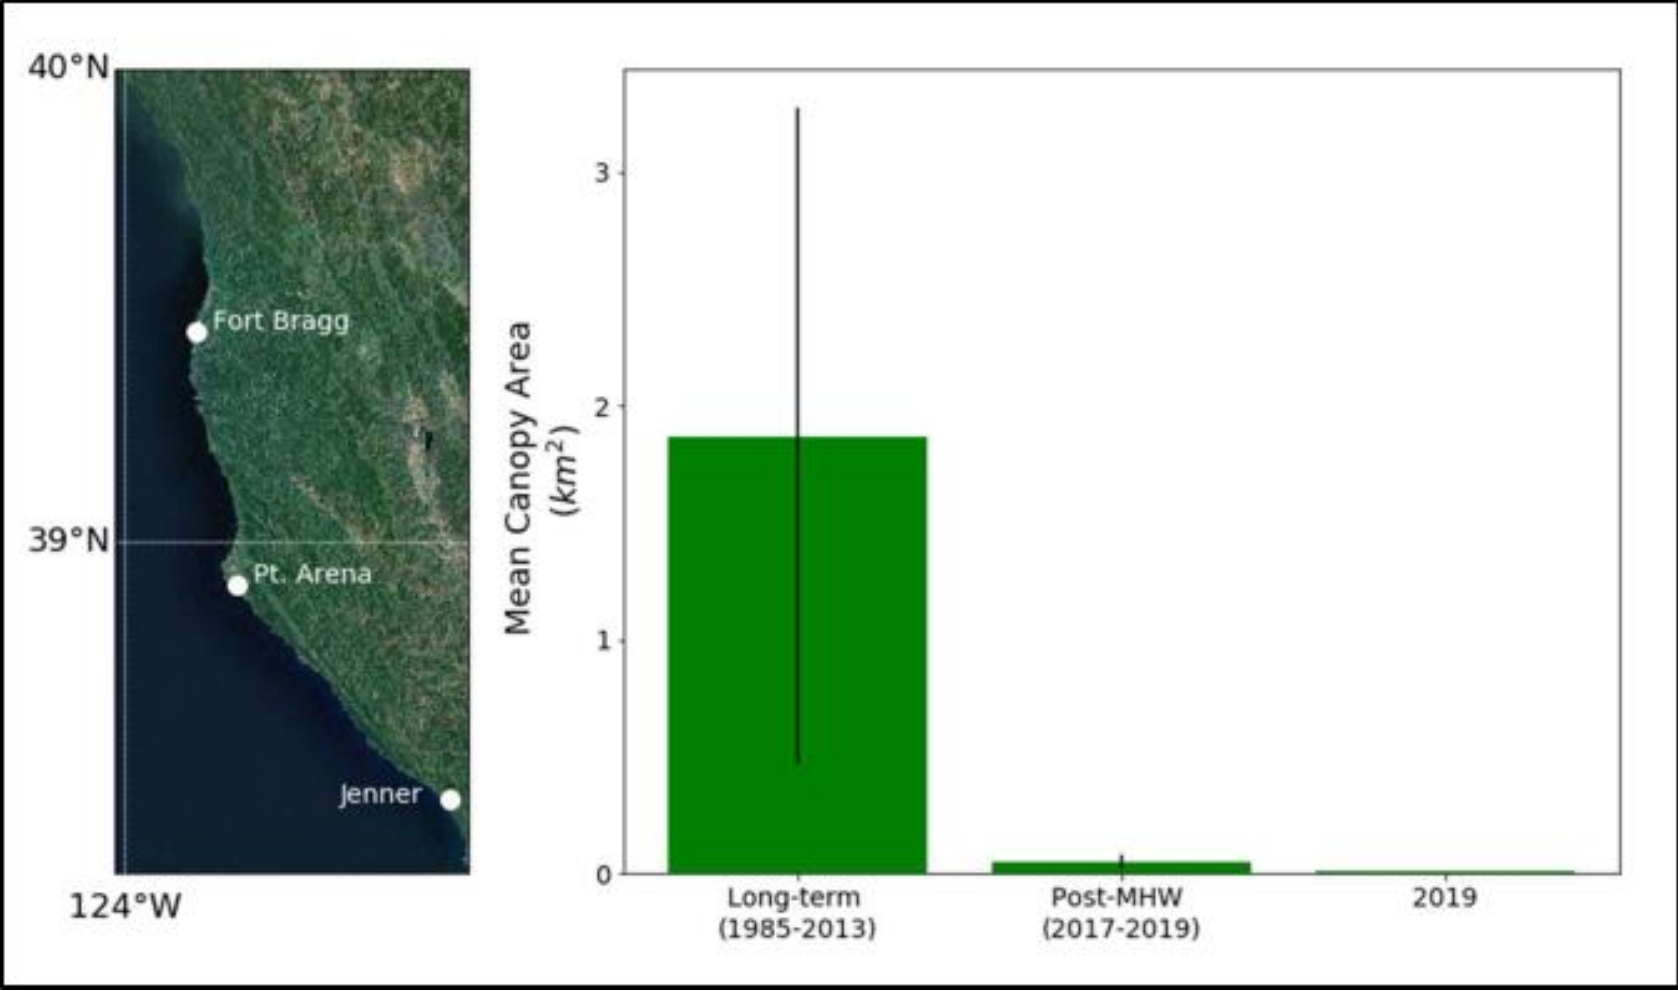 40°N
Fort Bragg
39°N
Pt. Arena
Jenner
124°W
Mean Canopy Area
(km²)
3
2
1
0
Long-term
(1985-2013)
Post-MHW
(2017-2019)
2019